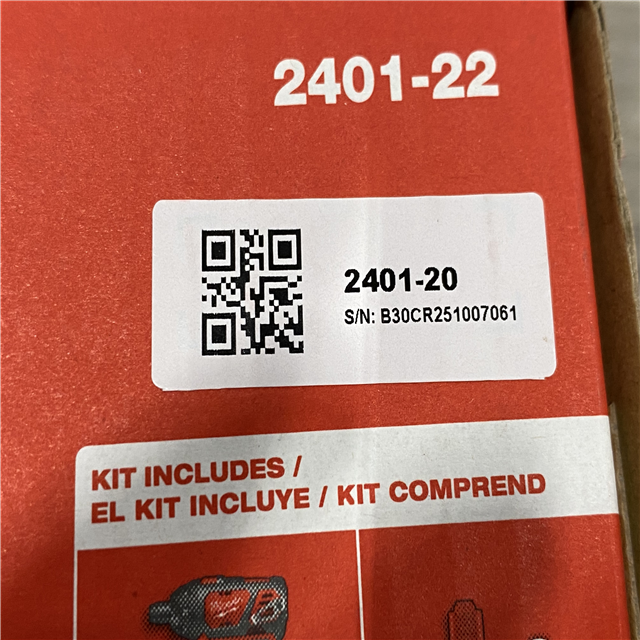 2401-22
2401-20
S/N: B30CR251007061
KIT INCLUDES /
EL KIT INCLUYE / KIT COMPREND